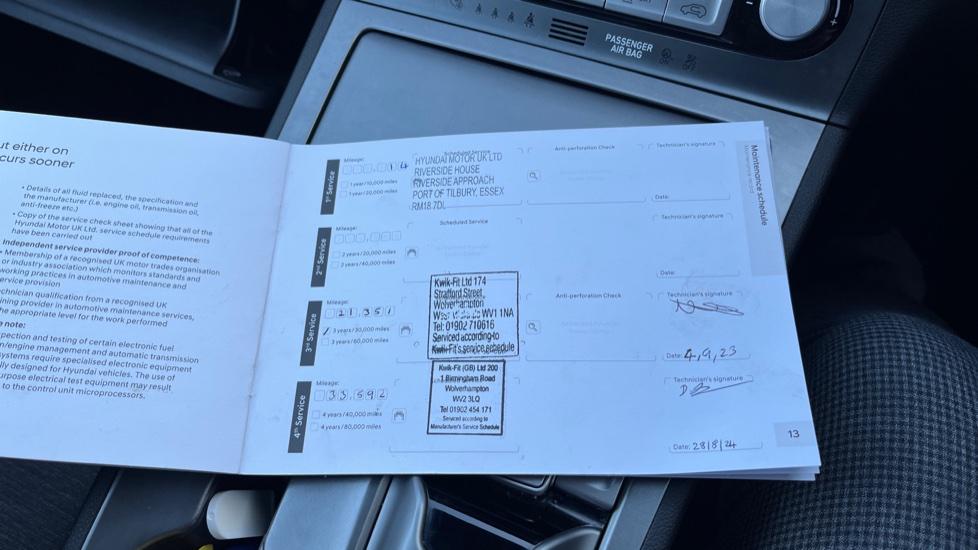 PASSENGER
AIR BAG
ut either on
curs sooner
• Details of all fluid replaced, the specification and
the manufacturer (i.e. engine oil, transmission oil,
anti-freeze etc.)
• Copy of the service check sheet showing that all of the
Hyundai Motor UK Ltd. service schedule requirements
have been carried out
Independent service provider proof of competence:
• Membership of a recognised UK motor trades organisation
or industry association which monitors standards and
working practices in automotive maintenance and
ervice provision
chnician qualification from a recognised UK
ining provider in automotive maintenance services,
he appropriate level for the work performed
note:
pection and testing of certain electronic fuel
n/engine management and automatic transmission
ystems require specialised electronic equipment
lly designed for Hyundai vehicles. The use of
urpose electrical test equipment may result
to the control unit microprocessors.
Maintenance schedule
1st Service
Mileage:
14
1 year/10,000 miles
1 year/20,000 miles
Scheduled Service
HYUNDAI MOTOR UK LTD
RIVERSIDE HOUSE
RIVERSIDE APPROACH
PORT OF TILBURY, ESSEX
RM18 7DL
Anti-perforation Check
Technician's signature
Date:
2nd Service
Mileage:
2 years/20,000 miles
2 years/40,000 miles
Scheduled Service
Technician's signature
Date:
3rd Service
Mileage:
21,351
3 years/30,000 miles
3 years/60,000 miles
Kwik-Fit Ltd 174
Strafford Street
Wolverhampton
WV1 1NA
Tel: 01902 710616
Serviced according to
Kwik-Fit's service schedule
Anti-perforation Check
Technician's signature
Date: 4,9,23
4th Service
Mileage:
33,592
4 years/40,000 miles
4 years/80,000 miles
Kwik-Fit (GB) Ltd 200
1 Birmingham Road
Wolverhampton
WV2 3LQ
Tel 01902 454 171
Serviced according to
Manufacturer's Service Schedule
Technician's signature
Date: 28/8/24
13